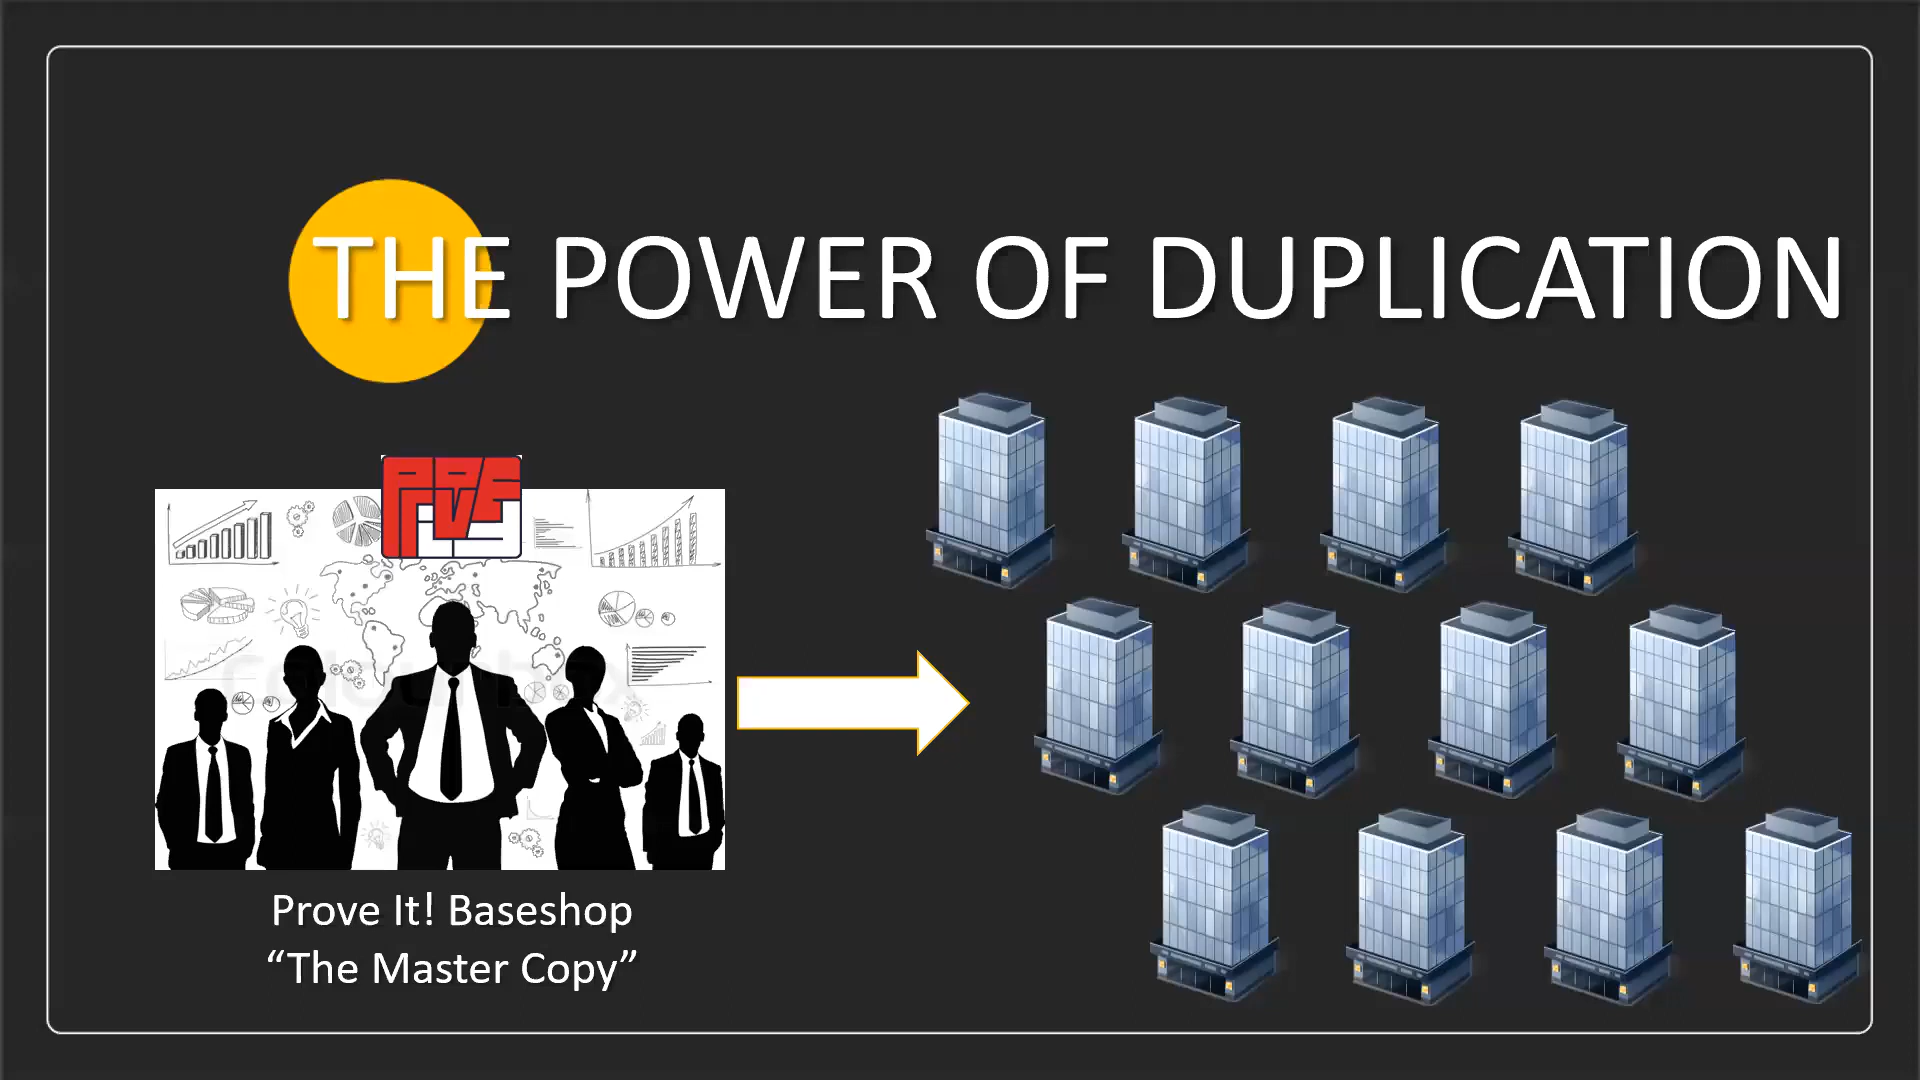 THE POWER OF DUPLICATION
Prove It! Baseshop
“The Master Copy”